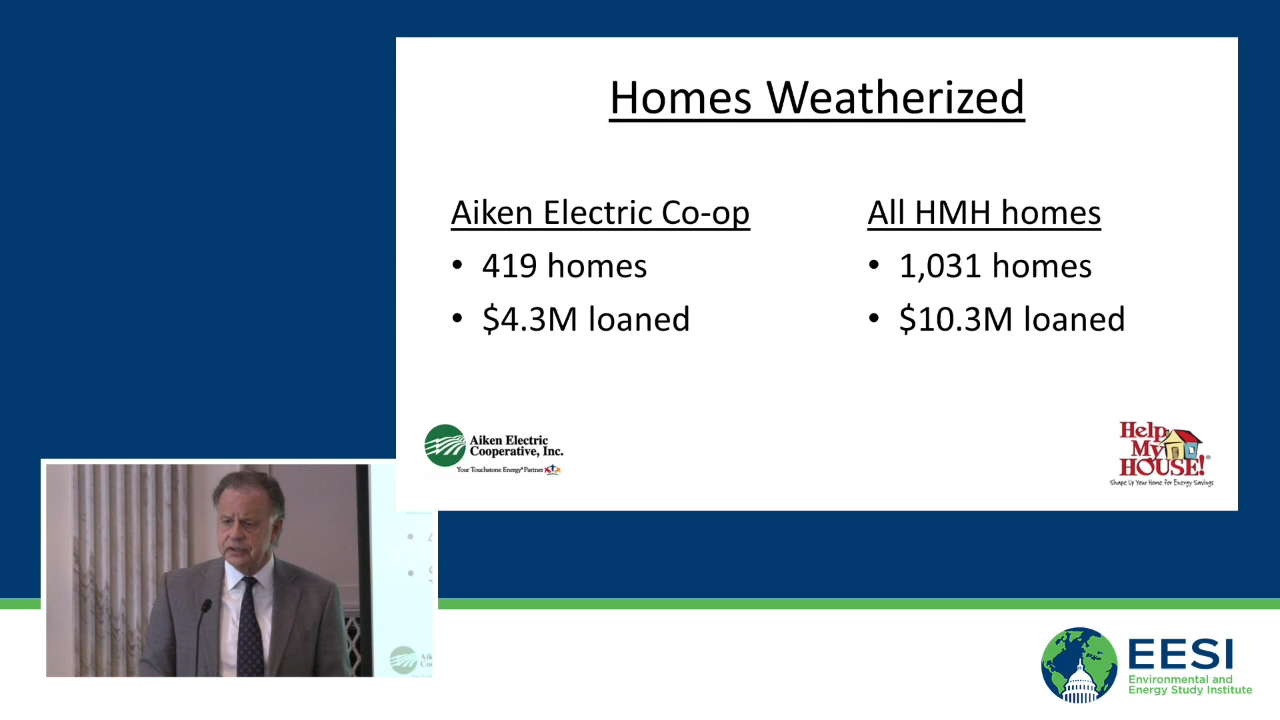 Homes Weatherized
Aiken Electric Co-op
• 419 homes
• $4.3M loaned
All HMH homes
• 1,031 homes
• $10.3M loaned
Aiken Electric
Cooperative, Inc.
Your Touchstone Energy® Partner
Help
My
HOUSE!®
Shape Up Your Home for Energy Savings
EESI
Environmental and
Energy Study Institute